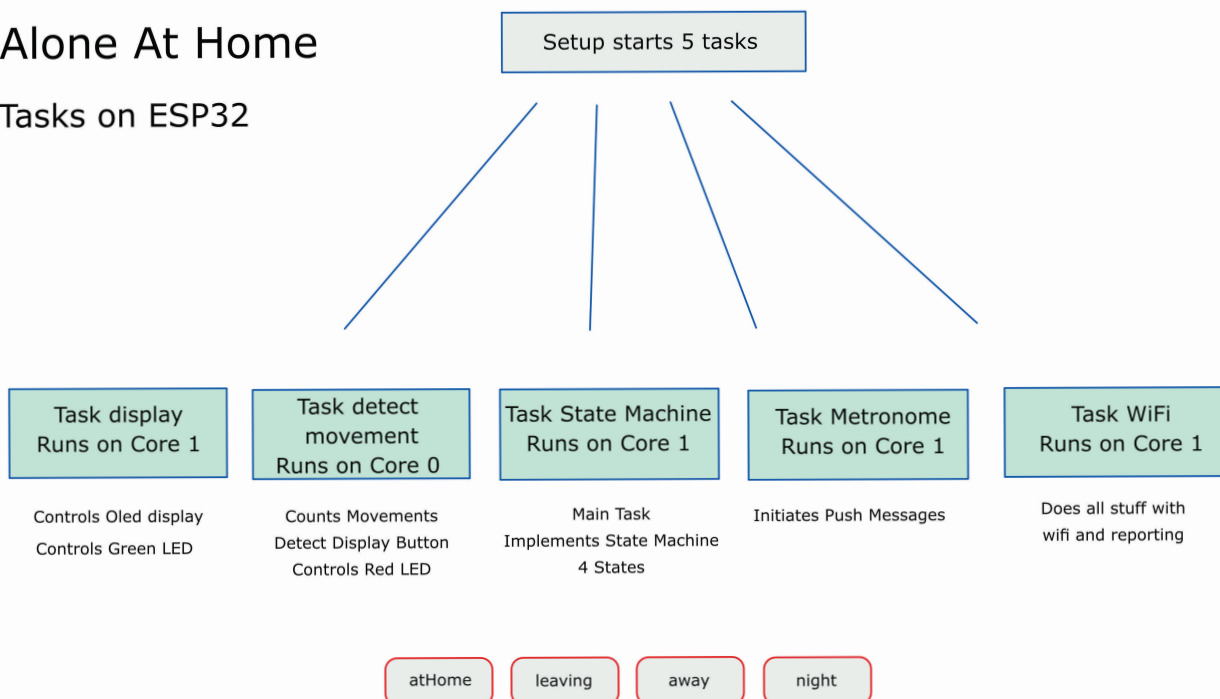 Alone At Home
Tasks on ESP32
Setup starts 5 tasks
Task display
Runs on Core 1
Controls Oled display
Controls Green LED
Task detect
movement
Runs on Core 0
Counts Movements
Detect Display Button
Controls Red LED
Task State Machine
Runs on Core 1
Main Task
Implements State Machine
4 States
Task Metronome
Runs on Core 1
Initiates Push Messages
Task WiFi
Runs on Core 1
Does all stuff with
wifi and reporting
atHome
leaving
away
night